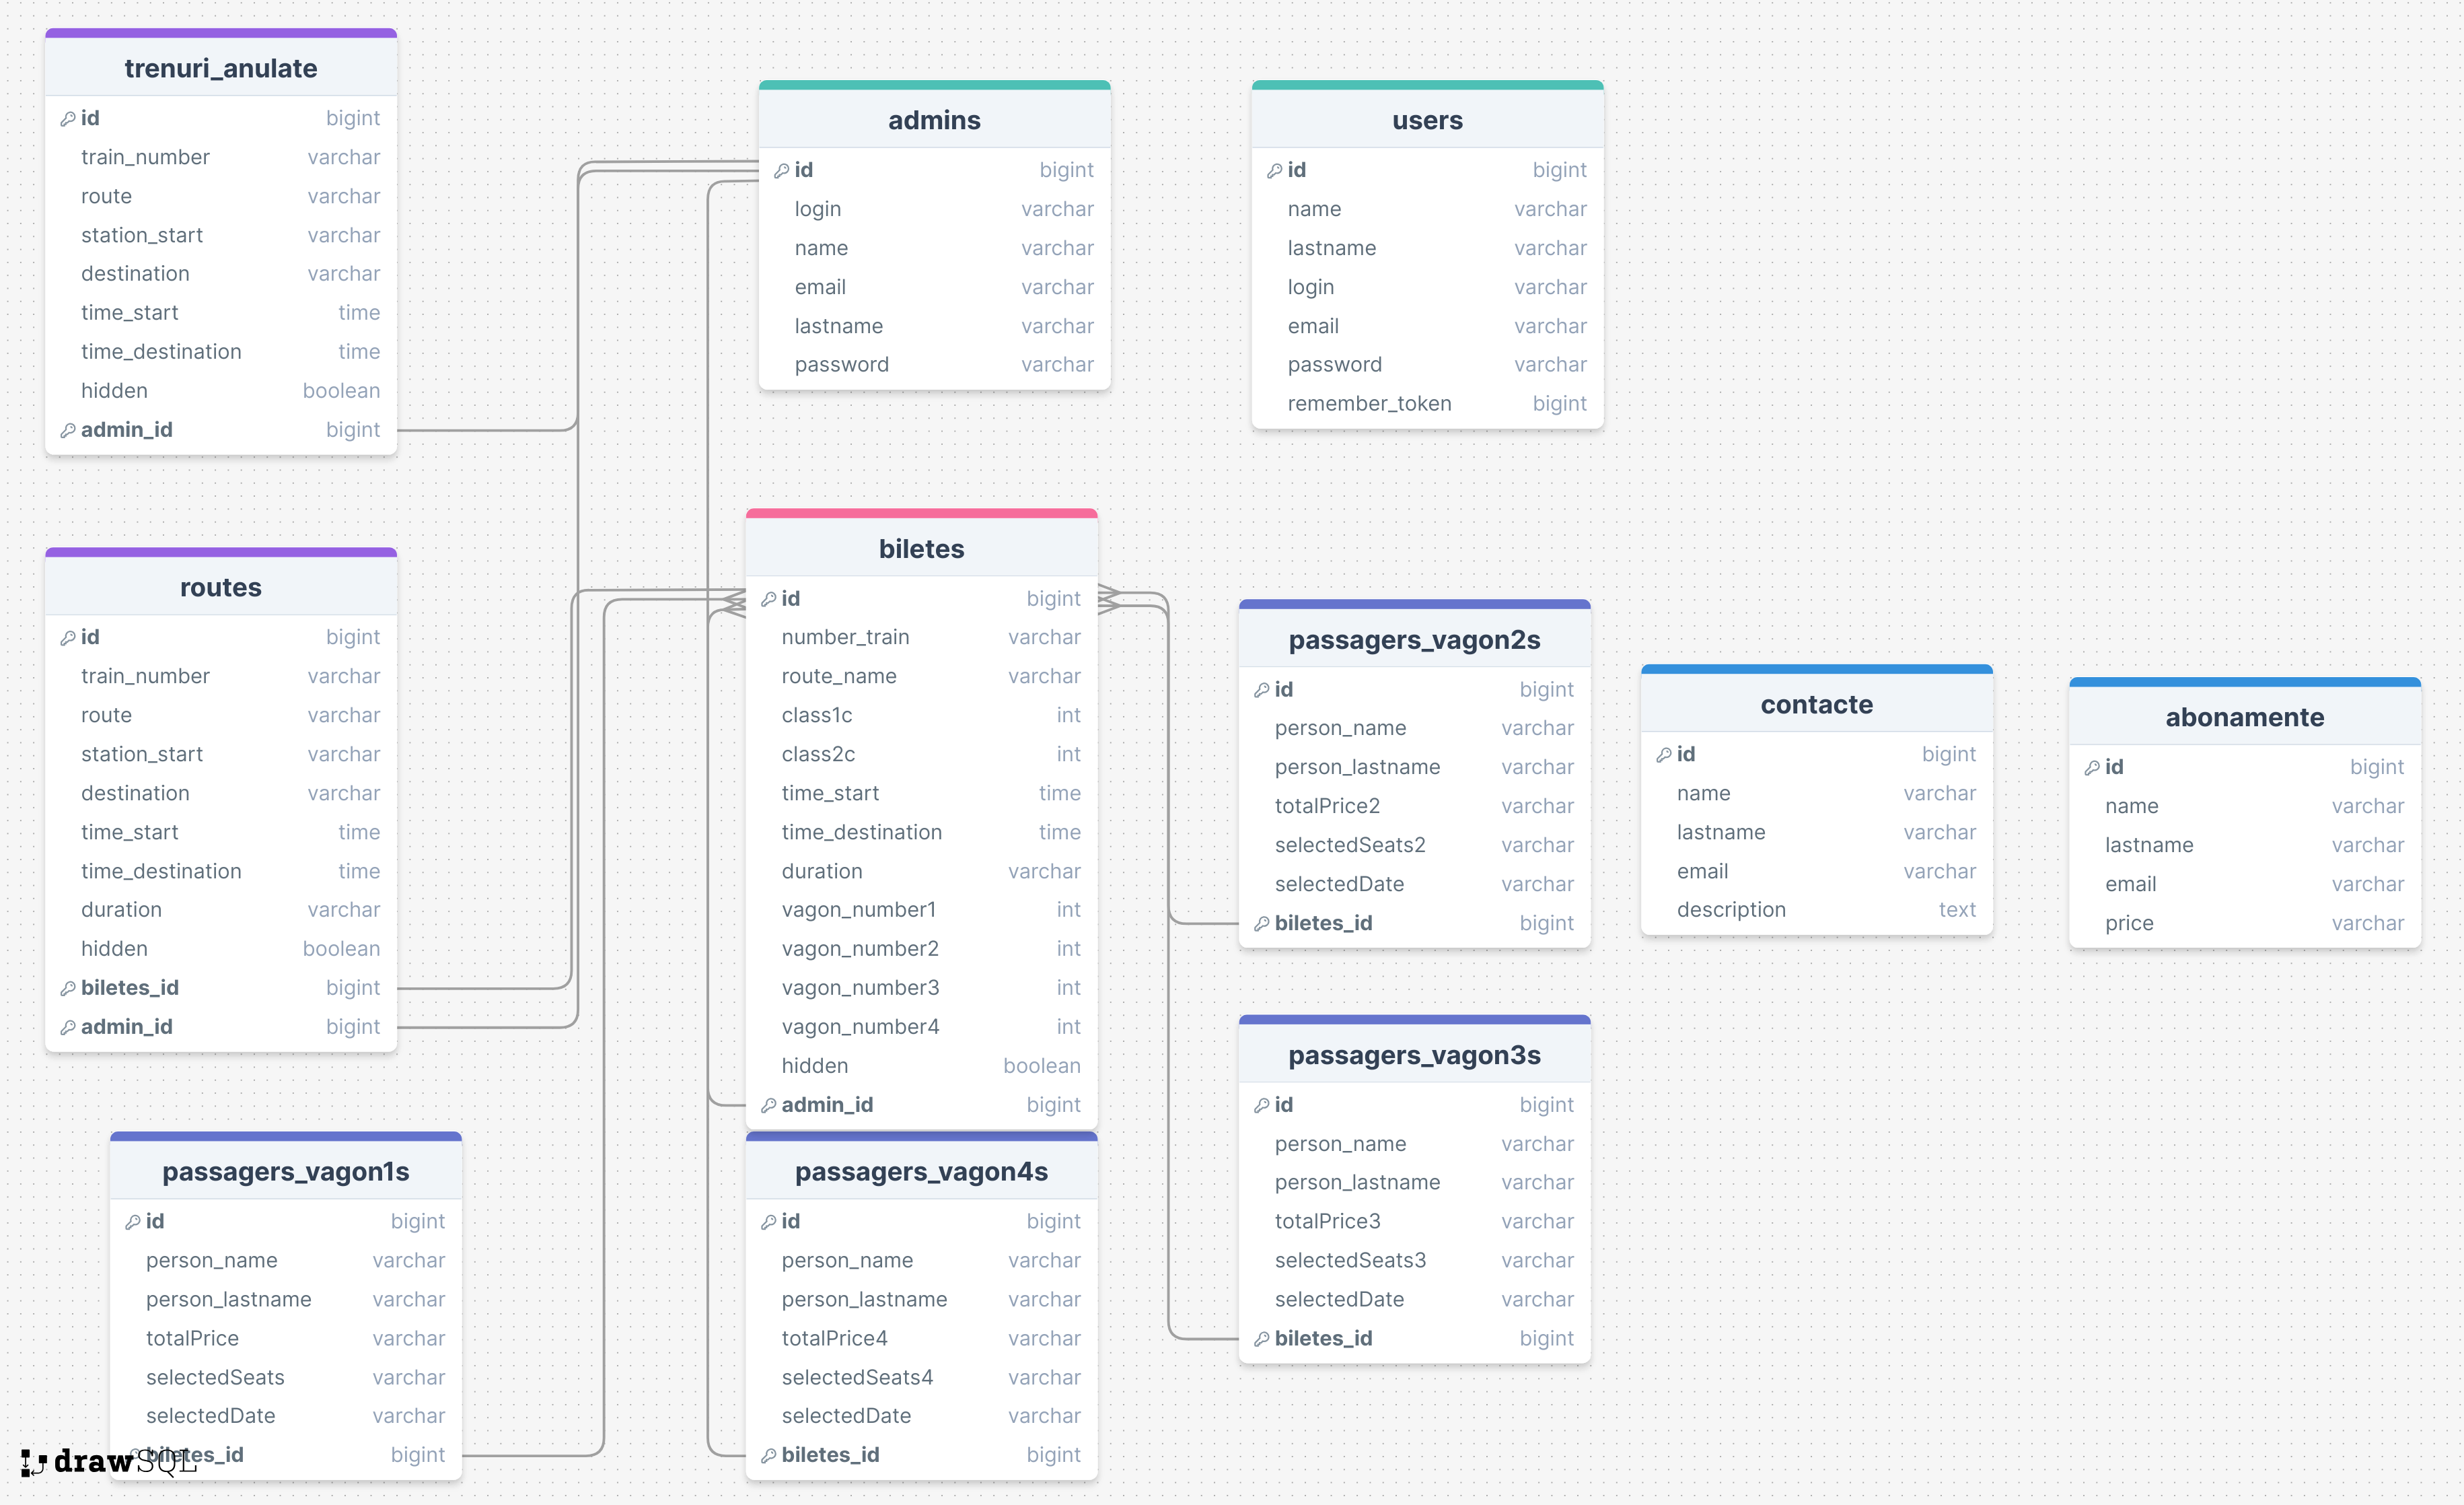 trenuri_anulate
id bigint
train_number varchar
route varchar
station_start varchar
destination varchar
time_start time
time_destination time
hidden boolean
admin_id bigint
admins
id bigint
login varchar
name varchar
email varchar
lastname varchar
password varchar
users
id bigint
name varchar
lastname varchar
login varchar
email varchar
password varchar
remember_token bigint
routes
id bigint
train_number varchar
route varchar
station_start varchar
destination varchar
time_start time
time_destination time
duration varchar
hidden boolean
biletes_id bigint
admin_id bigint
biletes
id bigint
number_train varchar
route_name varchar
class1c int
class2c int
time_start time
time_destination time
duration varchar
vagon_number1 int
vagon_number2 int
vagon_number3 int
vagon_number4 int
hidden boolean
admin_id bigint
passagers_vagon2s
id bigint
person_name varchar
person_lastname varchar
totalPrice2 varchar
selectedSeats2 varchar
selectedDate varchar
biletes_id bigint
contacte
id bigint
name varchar
lastname varchar
email varchar
description text
abonamente
id bigint
name varchar
lastname varchar
email varchar
price varchar
passagers_vagon3s
id bigint
person_name varchar
person_lastname varchar
totalPrice3 varchar
selectedSeats3 varchar
selectedDate varchar
biletes_id bigint
passagers_vagon1s
id bigint
person_name varchar
person_lastname varchar
totalPrice varchar
selectedSeats varchar
selectedDate varchar
biletes_id bigint
passagers_vagon4s
id bigint
person_name varchar
person_lastname varchar
totalPrice4 varchar
selectedSeats4 varchar
selectedDate varchar
biletes_id bigint
drawSQL